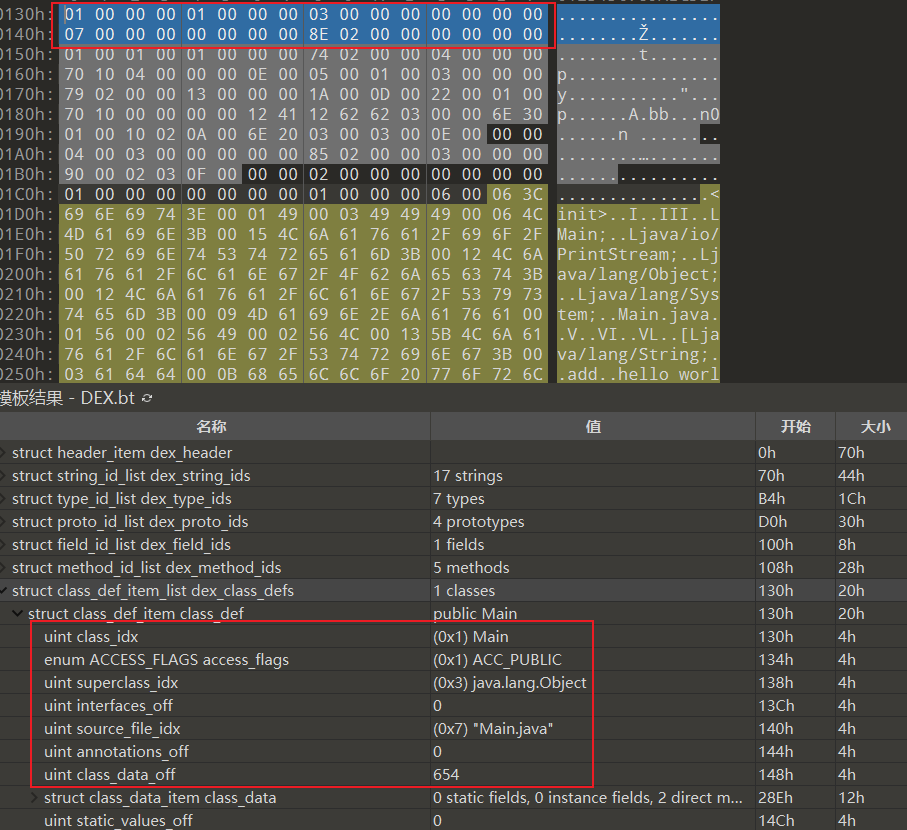 0130h: 01 00 00 00 01 00 00 00 03 00 00 00 00 00 00 00 ................
0140h: 07 00 00 00 00 00 00 00 8E 02 00 00 00 00 00 00 ........Ž.......
0150h: 01 00 01 00 01 00 00 00 74 02 00 00 04 00 00 00 ........t.......
0160h: 70 10 04 00 00 00 0E 00 05 00 01 00 03 00 00 00 p...............
0170h: 79 02 00 00 13 00 00 00 1A 00 0D 00 22 00 01 00 y..........."...
0180h: 70 10 00 00 00 00 12 41 12 62 62 03 00 00 6E 30 p......A.bb...n0
0190h: 01 00 10 02 0A 00 6E 20 03 00 03 00 0E 00 00 00 ......n ........
01A0h: 04 00 03 00 00 00 00 00 85 02 00 00 03 00 00 00 ........….......
01B0h: 90 00 02 03 0F 00 00 00 02 00 00 00 00 00 00 00 ................
01C0h: 01 00 00 00 00 00 00 00 01 00 00 00 06 00 06 3C ...............<
01D0h: 69 6E 69 74 3E 00 01 49 00 03 49 49 49 00 06 4C init>..I..III..L
01E0h: 4D 61 69 6E 3B 00 15 4C 6A 61 76 61 2F 69 6F 2F Main;..Ljava/io/
01F0h: 50 72 69 6E 74 53 74 72 65 61 6D 3B 00 12 4C 6A PrintStream;..Lj
0200h: 61 76 61 2F 6C 61 6E 67 2F 4F 62 6A 65 63 74 3B ava/lang/Object;
0210h: 00 12 4C 6A 61 76 61 2F 6C 61 6E 67 2F 53 79 73 ..Ljava/lang/Sys
0220h: 74 65 6D 3B 00 09 4D 61 69 6E 2E 6A 61 76 61 00 tem;..Main.java.
0230h: 01 56 00 02 56 49 00 02 56 4C 00 13 5B 4C 6A 61 .V..VI..VL..[Lja
0240h: 76 61 2F 6C 61 6E 67 2F 53 74 72 69 6E 67 3B 00 va/lang/String;.
0250h: 03 61 64 64 00 0B 68 65 6C 6C 6F 20 77 6F 72 6C .add..hello worl
模板结果 - DEX.bt
名称 值 开始 大小
struct header_item dex_header 0h 70h
struct string_id_list dex_string_ids 17 strings 70h 44h
struct type_id_list dex_type_ids 7 types B4h 1Ch
struct proto_id_list dex_proto_ids 4 prototypes D0h 30h
struct field_id_list dex_field_ids 1 fields 100h 8h
struct method_id_list dex_method_ids 5 methods 108h 28h
struct class_def_item_list dex_class_defs 1 classes 130h 20h
struct class_def_item class_def public Main 130h 20h
uint class_idx (0x1) Main 130h 4h
enum ACCESS_FLAGS access_flags (0x1) ACC_PUBLIC 134h 4h
uint superclass_idx (0x3) java.lang.Object 138h 4h
uint interfaces_off 0 13Ch 4h
uint source_file_idx (0x7) "Main.java" 140h 4h
uint annotations_off 0 144h 4h
uint class_data_off 654 148h 4h
struct class_data_item class_data 0 static fields, 0 instance fields, 2 direct m... 28Eh 12h
uint static_values_off 0 14Ch 4h